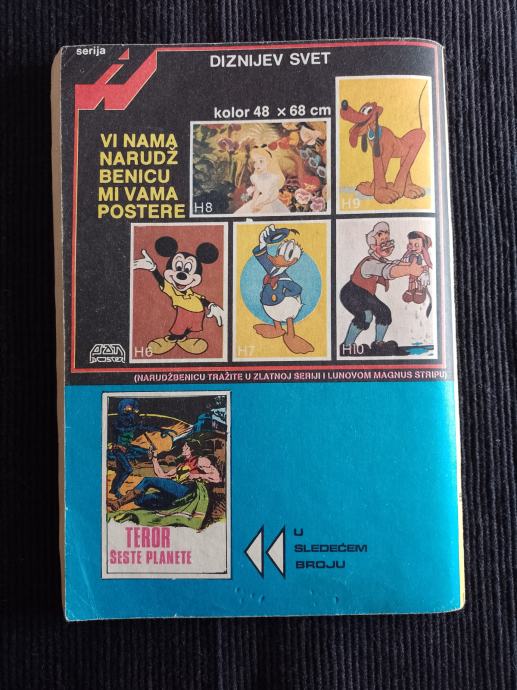 serija
DIZNIJEV SVET
kolor 48 x 68 cm
VI NAMA
NARUDŽ
BENICU
MI VAMA
POSTERE
H8
H9
H6
H7
H10
(NARUDŽBENICU TRAŽITE U ZLATNOJ SERIJI I LUNOVOM MAGNUS STRIPU)
TEROR
ŠESTE PLANETE
U
SLEDEĆEM
BROJU